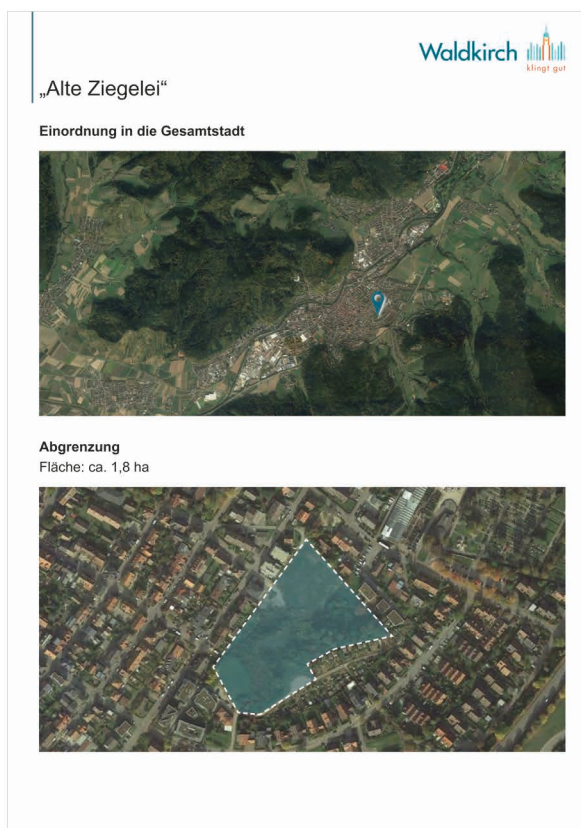 Waldkirch
klingt gut
„Alte Ziegelei“
Einordnung in die Gesamtstadt
Abgrenzung
Fläche: ca. 1,8 ha